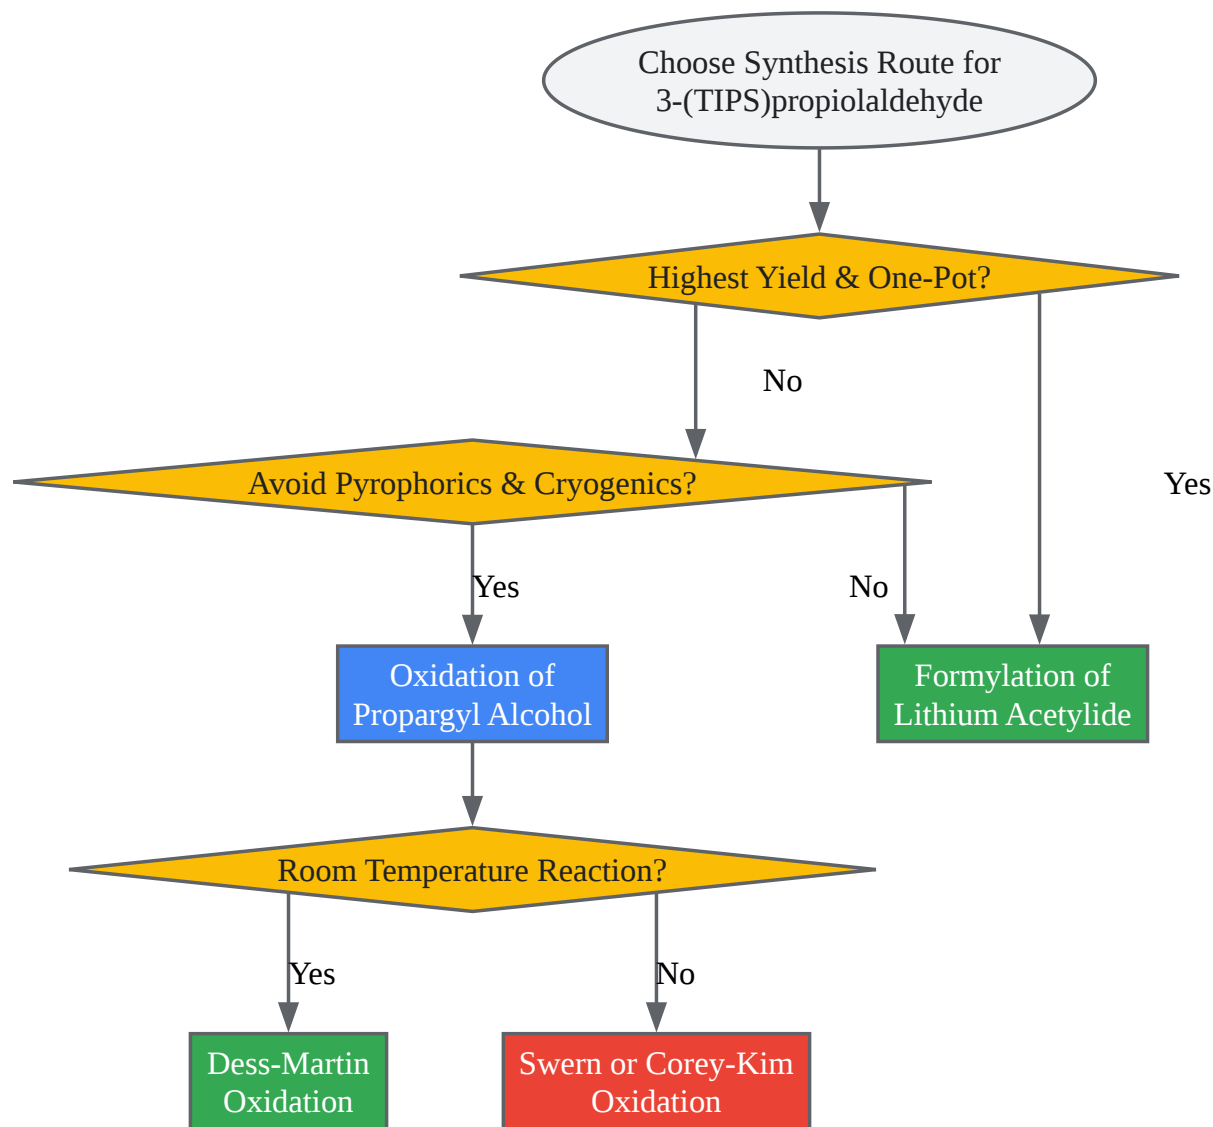 Choose Synthesis Route for
3-(TIPS)propiolaldehyde
Highest Yield & One-Pot?
No
Avoid Pyrophorics & Cryogenics?
Yes
Yes
No
Oxidation of
Propargyl Alcohol
Formylation of
Lithium Acetylide
Room Temperature Reaction?
Yes
No
Dess-Martin
Oxidation
Swern or Corey-Kim
Oxidation